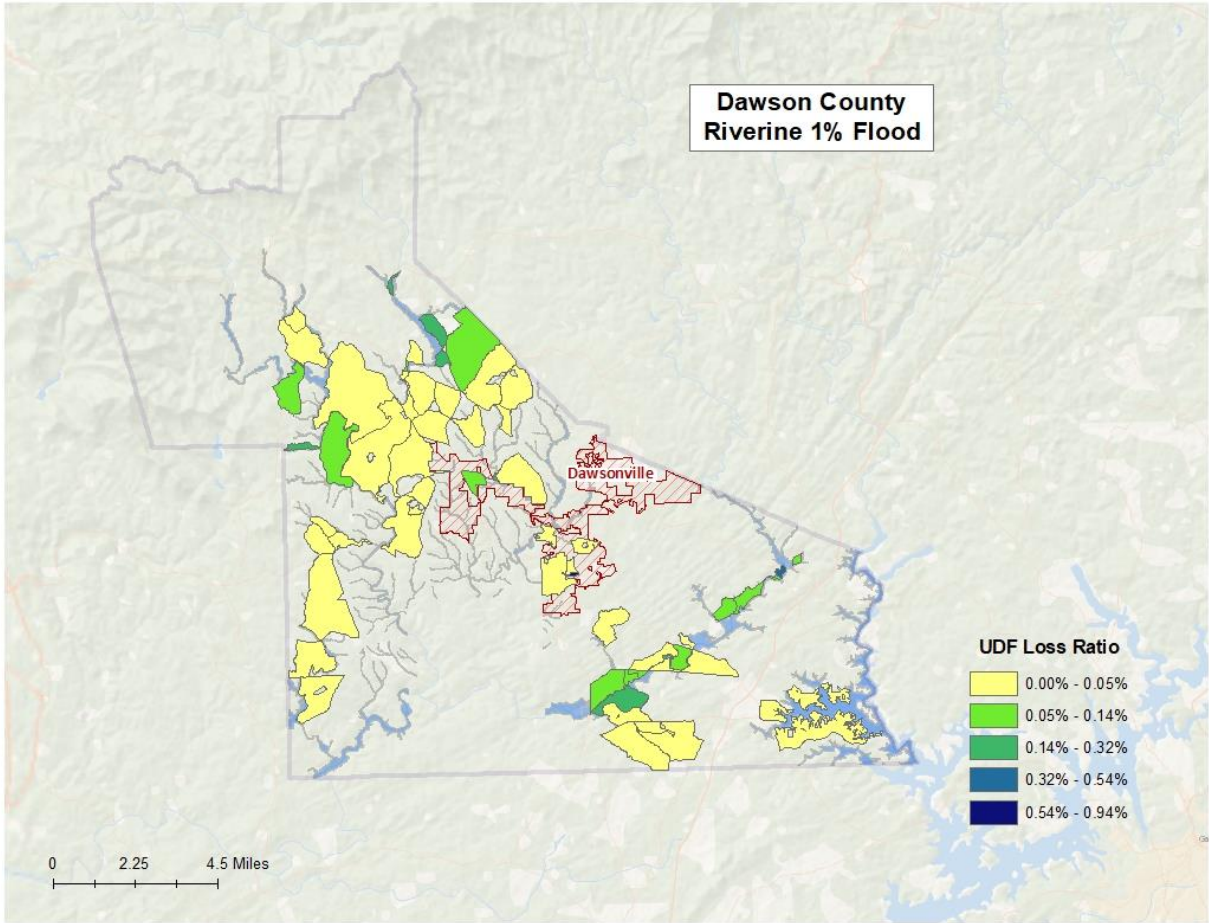 Dawson County
Riverine 1% Flood
Dawsonville
UDF Loss Ratio
0.00% - 0.05%
0.05% - 0.14%
0.14% - 0.32%
0.32% - 0.54%
0.54% - 0.94%
0 2.25 4.5 Miles